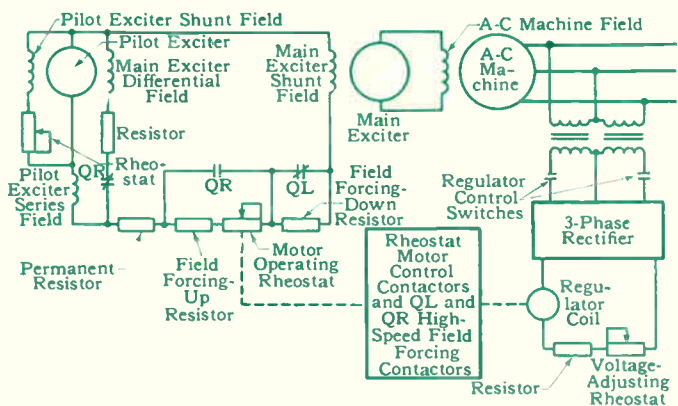 Pilot Exciter Shunt Field
Pilot Exciter
Main Exciter
Differential
Field
Main
Exciter
Shunt
Field
A-C Machine Field
A-C
Ma-
chine
Main
Exciter
Resistor
Rheo-
stat
QR
Pilot
Exciter
Series
Field
QR
QL
Field
Forcing-
Down
Resistor
Regulator
Control
Switches
3-Phase
Rectifier
Permanent
Resistor
Field
Forcing-
Up
Resistor
Motor
Operating
Rheostat
Rheostat
Motor
Control
Contactors
and QL and
QR High-
Speed Field
Forcing
Contactors
Regu-
lator
Coil
Resistor
Voltage-
Adjusting
Rheostat